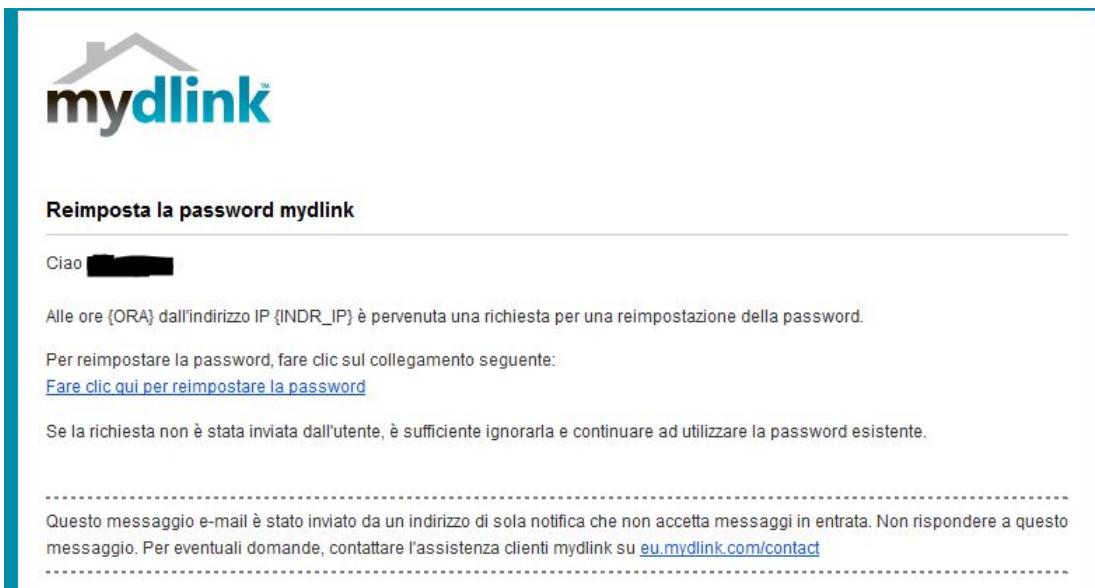 mydlink™
Reimposta la password mydlink
Ciao
Alle ore {ORA} dall'indirizzo IP {INDR_IP} è pervenuta una richiesta per una reimpostazione della password.
Per reimpostare la password, fare clic sul collegamento seguente:
Fare clic qui per reimpostare la password
Se la richiesta non è stata inviata dall'utente, è sufficiente ignorarla e continuare ad utilizzare la password esistente.
Questo messaggio e-mail è stato inviato da un indirizzo di sola notifica che non accetta messaggi in entrata. Non rispondere a questo
messaggio. Per eventuali domande, contattare l'assistenza clienti mydlink su eu.mydlink.com/contact